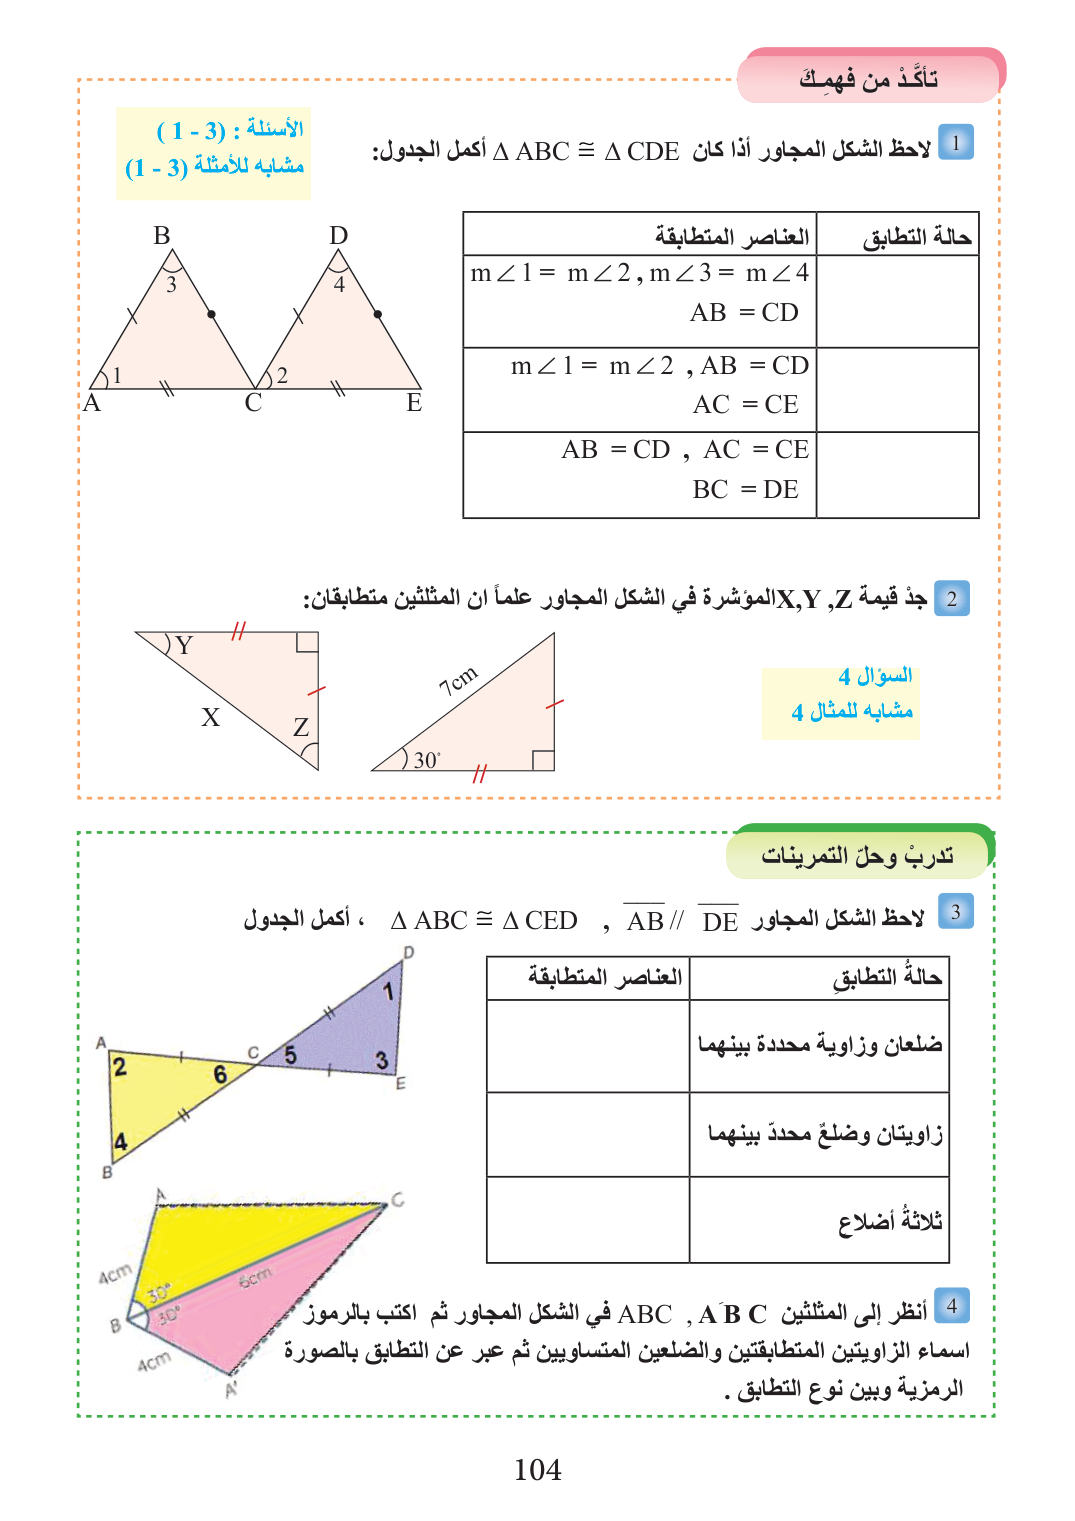 تأكَّدْ من فهمِكَ
الأسئلة : (3 - 1 )
مشابه للأمثلة (3 - 1)
1 لاحظ الشكل المجاور أذا كان Δ ABC ≅ Δ CDE أكمل الجدول:
حالة التطابق العناصر المتطابقة
m∠1 = m∠2 , m∠3 = m∠4
AB = CD
m∠1 = m∠2 , AB = CD
AC = CE
AB = CD , AC = CE
BC = DE
B D
3 4
1 2
A C E
2 جدْ قيمة X,Y ,Z المؤشرة في الشكل المجاور علماً ان المثلثين متطابقان:
السؤال 4
مشابه للمثال 4
Y
X
Z
7cm
30°
تدربْ وحلّ التمرينات
3 لاحظ الشكل المجاور AB // DE , Δ ABC ≅ Δ CED ، أكمل الجدول
حالةُ التطابقِ العناصر المتطابقة
ضلعان وزاوية محددة بينهما
زاويتان وضلعٌ محددّ بينهما
ثلاثةُ أضلاع
D
1
A C
2 6 5 3
E
4
B
A C
4cm 30° 6cm
B 30°
4cm
A'
4 أنظر إلى المثلثين ABC , A´B C في الشكل المجاور ثم اكتب بالرموز
اسماء الزاويتين المتطابقتين والضلعين المتساويين ثم عبر عن التطابق بالصورة
الرمزية وبين نوع التطابق .
104